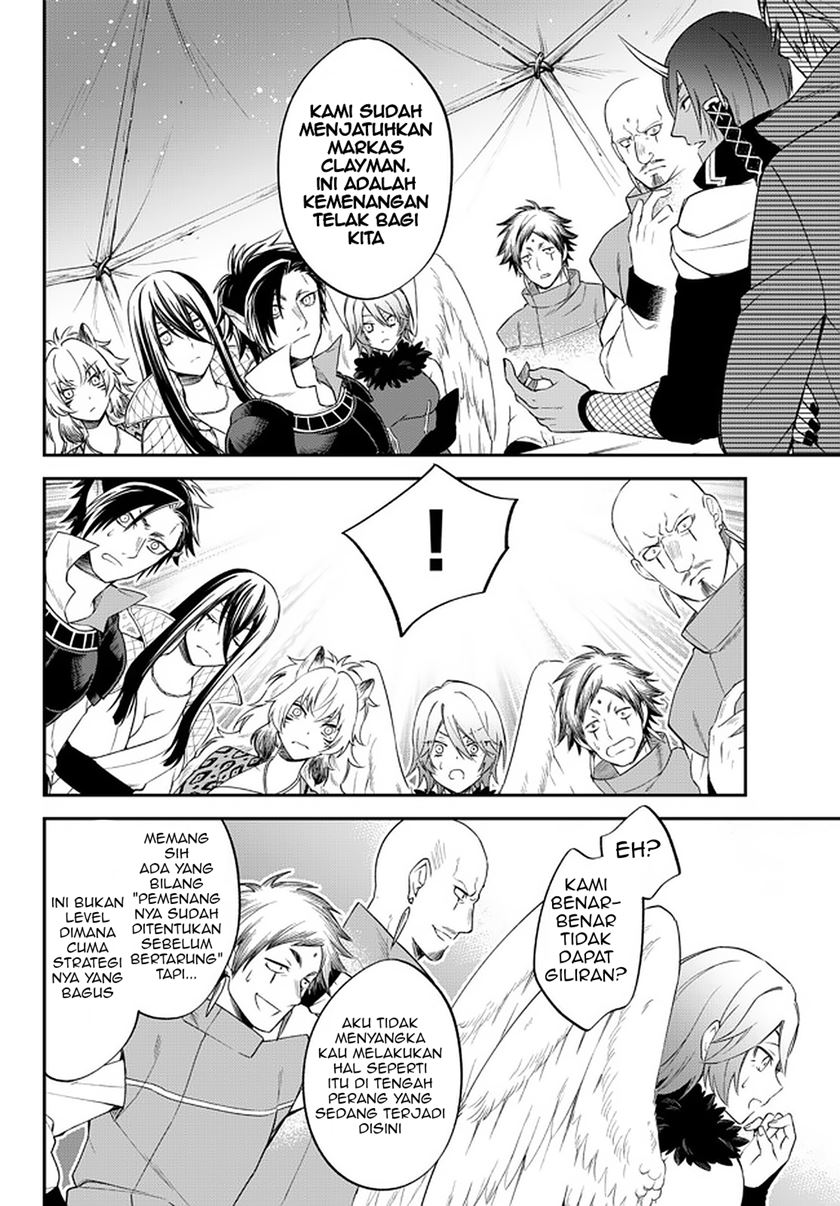 KAMI SUDAH
MENJATUHKAN
MARKAS
CLAYMAN.
INI ADALAH
KEMENANGAN
TELAK BAGI
KITA
!
EH?
KAMI
BENAR-
BENAR
TIDAK
DAPAT
GILIRAN?
AKU TIDAK
MENYANGKA
KAU MELAKUKAN
HAL SEPERTI
ITU DI TENGAH
PERANG YANG
SEDANG TERJADI
DISINI
MEMANG
SIH
ADA YANG
BILANG
"PEMENANG
NYA SUDAH
DITENTUKAN
SEBELUM
BERTARUNG"
TAPI...
INI BUKAN
LEVEL
DIMANA
CUMA
STRATEGI
NYA YANG
BAGUS